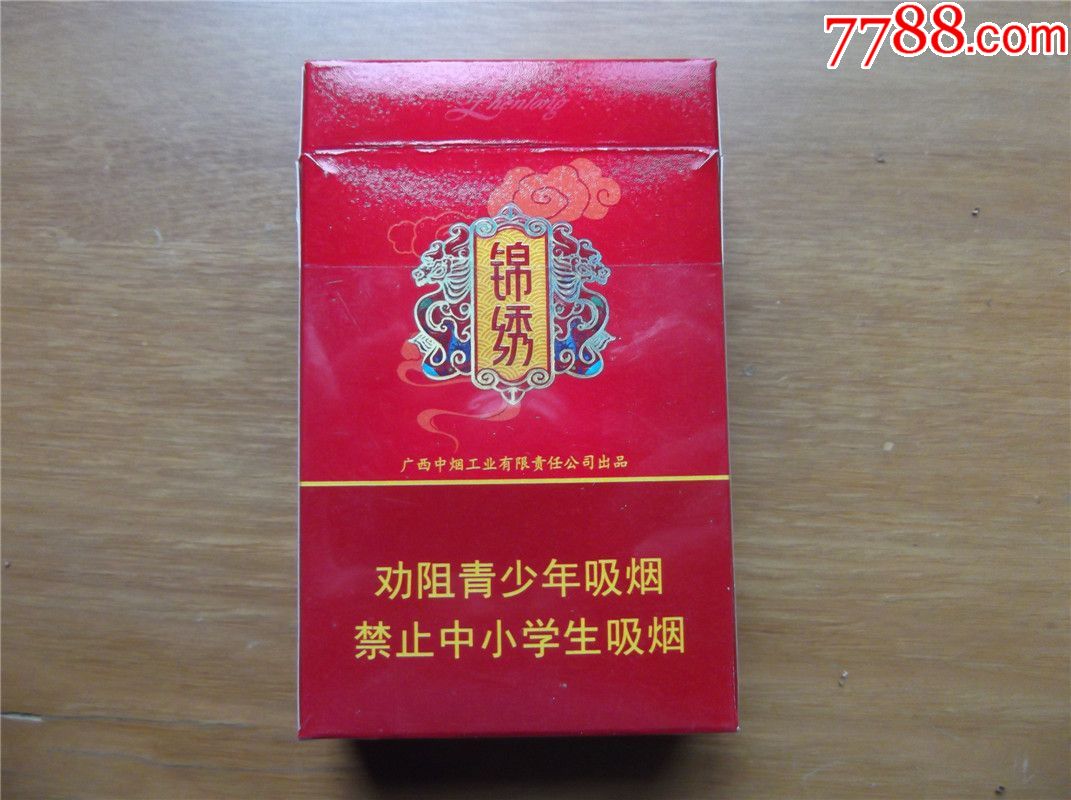 7788.com
Zhenlong
锦绣
广西中烟工业有限责任公司出品
劝阻青少年吸烟
禁止中小学生吸烟